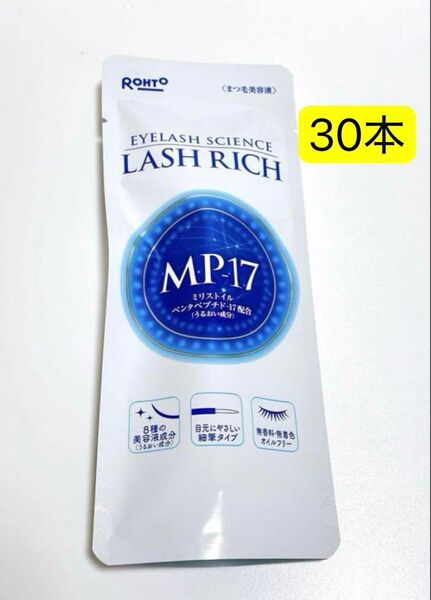 ROHTO
〈まつ毛美容液〉
30本
EYELASH SCIENCE
LASH RICH
M・P-17
ミリストイル
ペンタペプチド-17配合
(うるおい成分)
8種の
美容液成分
(うるおい成分)
目元にやさしい
細筆タイプ
無香料・無着色
オイルフリー